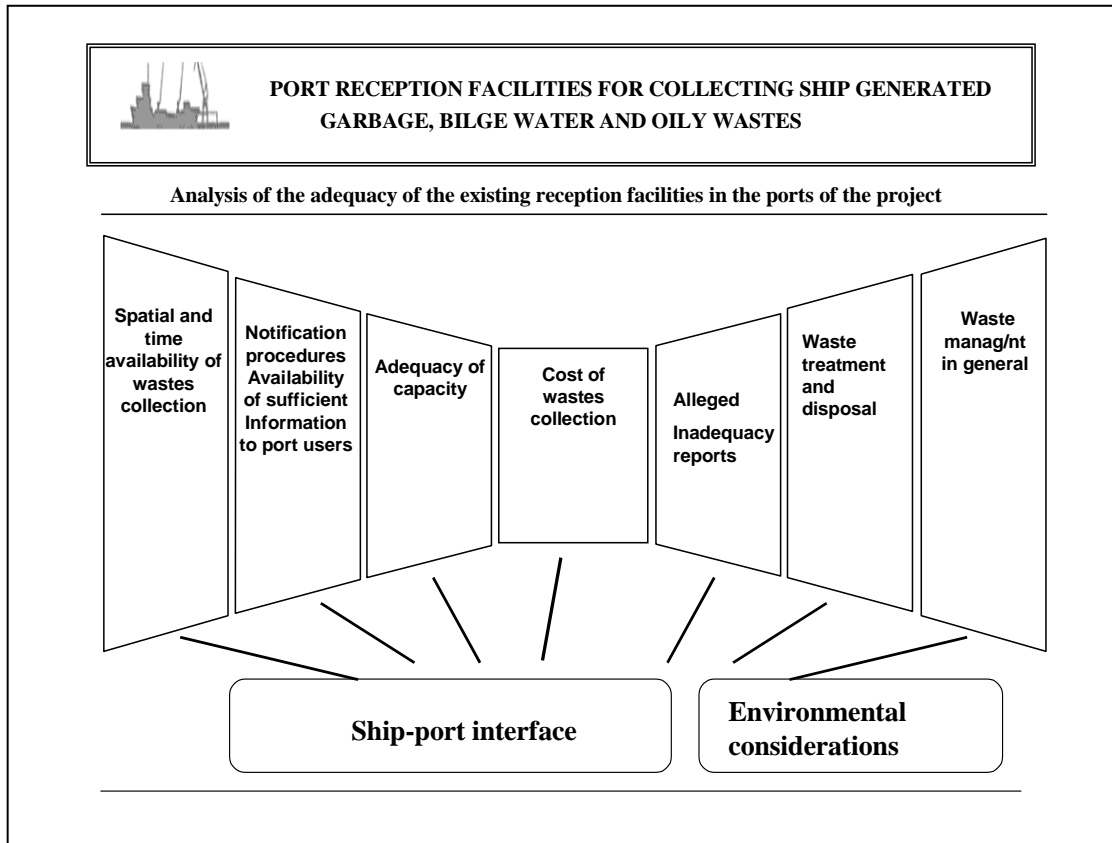 PORT RECEPTION FACILITIES FOR COLLECTING SHIP GENERATED
GARBAGE, BILGE WATER AND OILY WASTES
Analysis of the adequacy of the existing reception facilities in the ports of the project
Spatial and
time
availability of
wastes
collection
Notification
procedures
Availability
of sufficient
Information
to port users
Adequacy of
capacity
Cost of
wastes
collection
Alleged
Inadequacy
reports
Waste
treatment
and
disposal
Waste
manag/nt
in general
Ship-port interface
Environmental
considerations